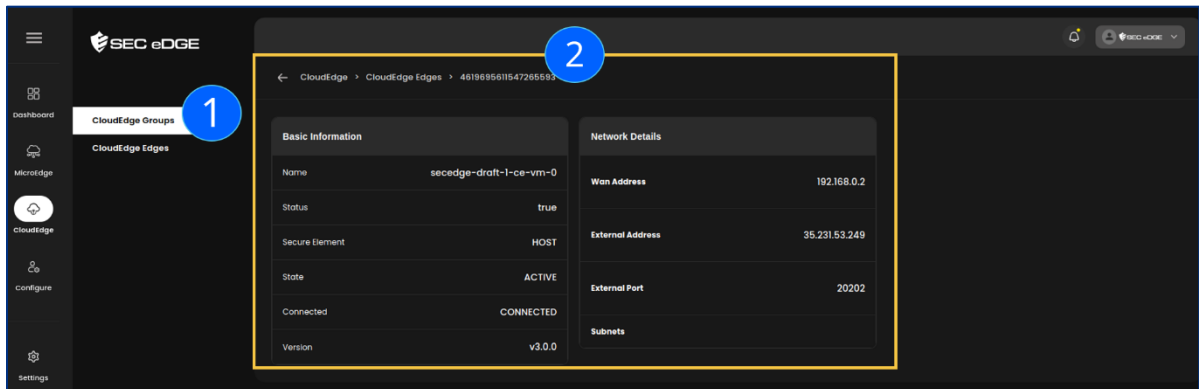 SEC eDGE
SEC eDGE
2
CloudEdge > CloudEdge Edges > 4619695611547265593
Dashboard
MicroEdge
CloudEdge
Configure
Settings
CloudEdge Groups
1
CloudEdge Edges
Basic Information
Name secedge-draft-1-ce-vm-0
Status true
Secure Element HOST
State ACTIVE
Connected CONNECTED
Version v3.0.0
Network Details
Wan Address 192.168.0.2
External Address 35.231.53.249
External Port 20202
Subnets